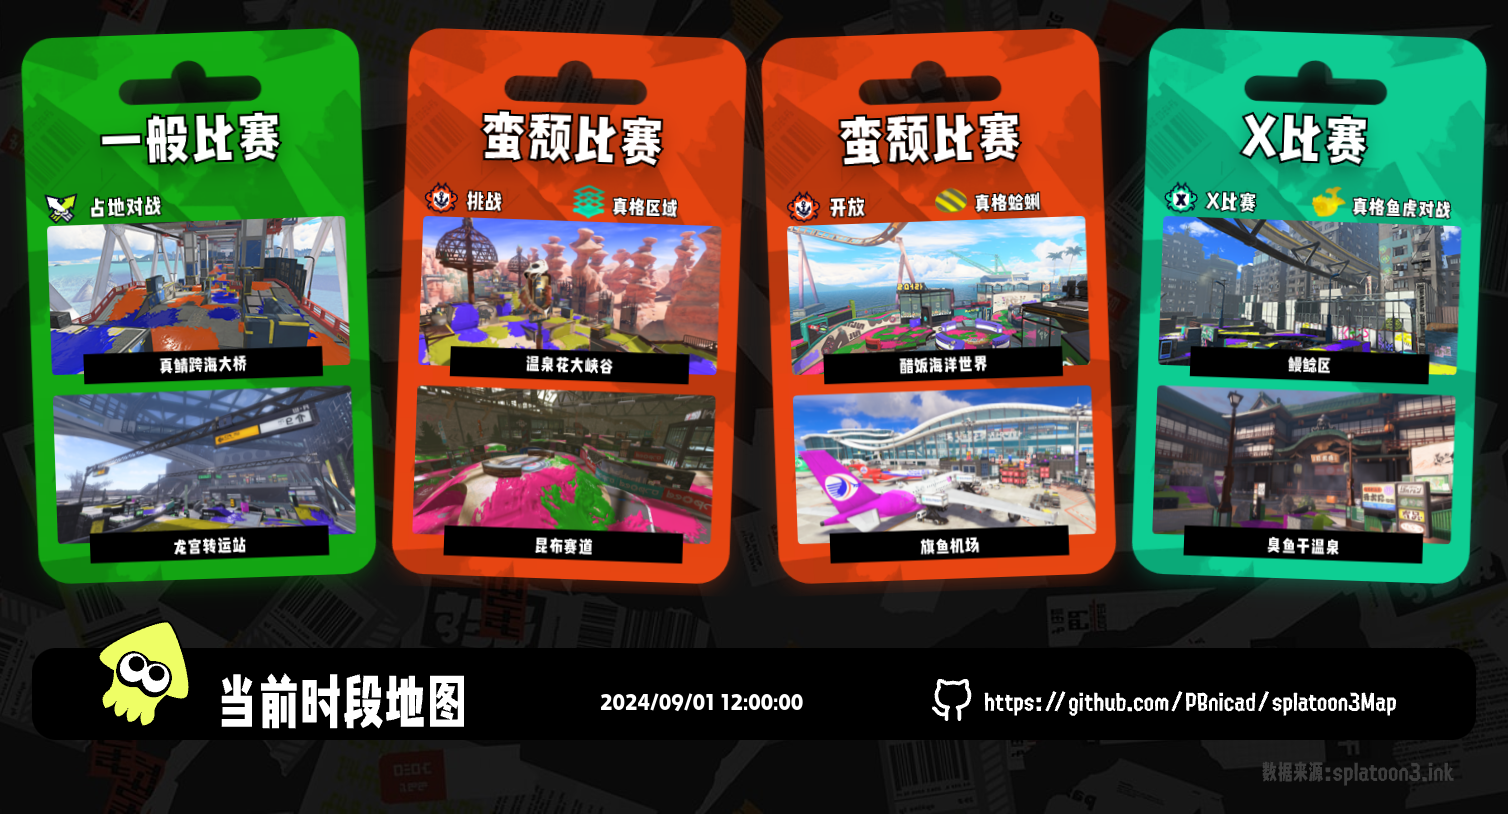 一般比赛
占地对战
真鲷跨海大桥
龙宫转运站
蛮颓比赛
挑战
真格区域
温泉花大峡谷
昆布赛道
蛮颓比赛
开放
真格蛤蜊
醋饭海洋世界
旗鱼机场
X比赛
X比赛
真格鱼虎对战
鳗鲶区
臭鱼干温泉
当前时段地图
2024/09/01 12:00:00
https://github.com/PBnicad/splatoon3Map
数据来源:splatoon3.ink